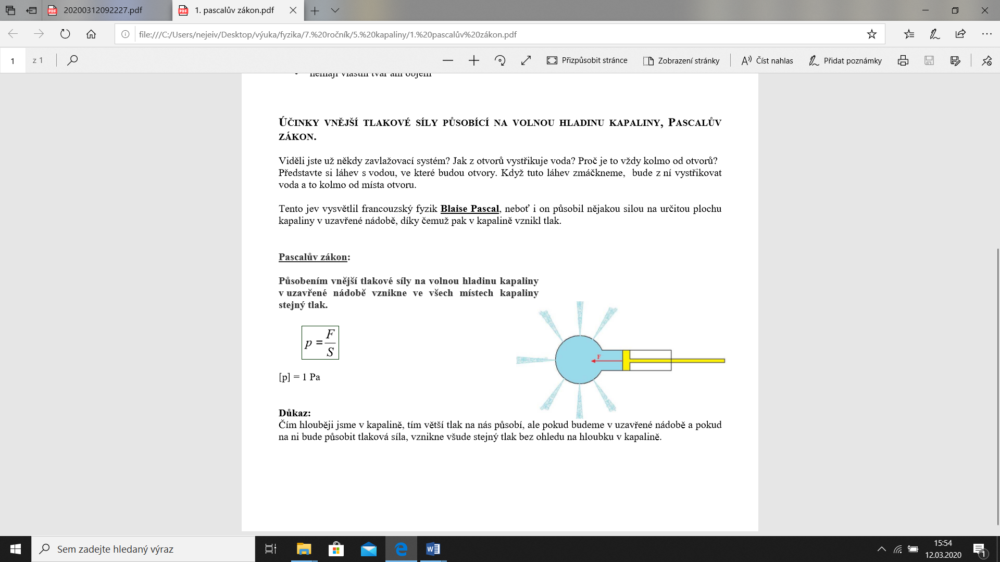 20200312092227.pdf
1. pascalův zákon.pdf
file:///C:/Users/nejeiv/Desktop/výuka/fyzika/7.%20ročník/5.%20kapaliny/1.%20pascalův%20zákon.pdf
1 z 1
Přizpůsobit stránce
Zobrazení stránky
Číst nahlas
Přidat poznámky
nemají vlastní tvar ani objem
ÚČINKY VNĚJŠÍ TLAKOVÉ SÍLY PŮSOBÍCÍ NA VOLNOU HLADINU KAPALINY, PASCALŮV
ZÁKON.
Viděli jste už někdy zavlažovací systém? Jak z otvorů vystřikuje voda? Proč je to vždy kolmo od otvorů?
Představte si láhev s vodou, ve které budou otvory. Když tuto láhev zmáčkneme, bude z ní vystřikovat
voda a to kolmo od místa otvoru.
Tento jev vysvětlil francouzský fyzik Blaise Pascal, neboť i on působil nějakou silou na určitou plochu
kapaliny v uzavřené nádobě, díky čemuž pak v kapalině vznikl tlak.
Pascalův zákon:
Působením vnější tlakové síly na volnou hladinu kapaliny
v uzavřené nádobě vznikne ve všech místech kapaliny
stejný tlak.
p = F/S
F
[p] = 1 Pa
Důkaz:
Čím hlouběji jsme v kapalině, tím větší tlak na nás působí, ale pokud budeme v uzavřené nádobě a pokud
na ni bude působit tlaková síla, vznikne všude stejný tlak bez ohledu na hloubku v kapalině.
Sem zadejte hledaný výraz
15:54
12.03.2020
1